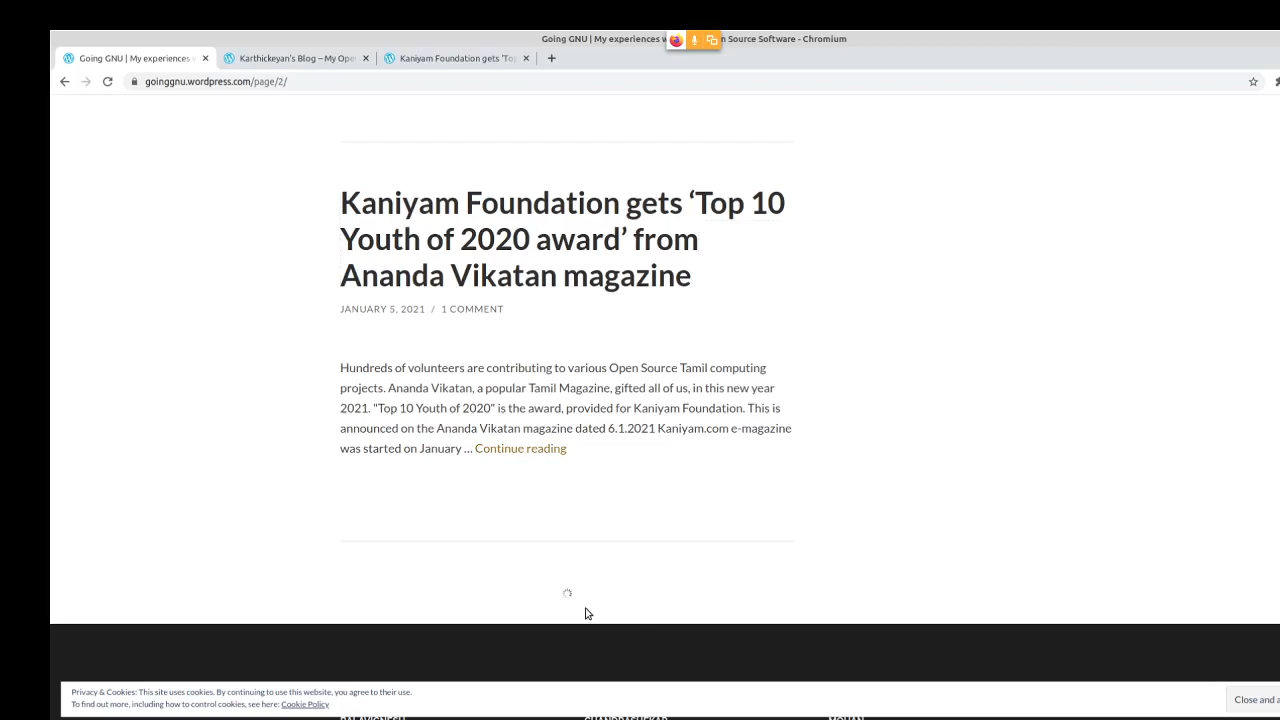 Going GNU | My experiences w n Source Software - Chromium
Going GNU | My experiences
Karthickeyan's Blog – My Ope
Kaniyam Foundation gets 'Top
goinggnu.wordpress.com/page/2/
Kaniyam Foundation gets ‘Top 10
Youth of 2020 award’ from
Ananda Vikatan magazine
JANUARY 5, 2021 / 1 COMMENT
Hundreds of volunteers are contributing to various Open Source Tamil computing
projects. Ananda Vikatan, a popular Tamil Magazine, gifted all of us, in this new year
2021. "Top 10 Youth of 2020" is the award, provided for Kaniyam Foundation. This is
announced on the Ananda Vikatan magazine dated 6.1.2021 Kaniyam.com e-magazine
was started on January … Continue reading
Privacy & Cookies: This site uses cookies. By continuing to use this website, you agree to their use.
To find out more, including how to control cookies, see here: Cookie Policy
Close and a